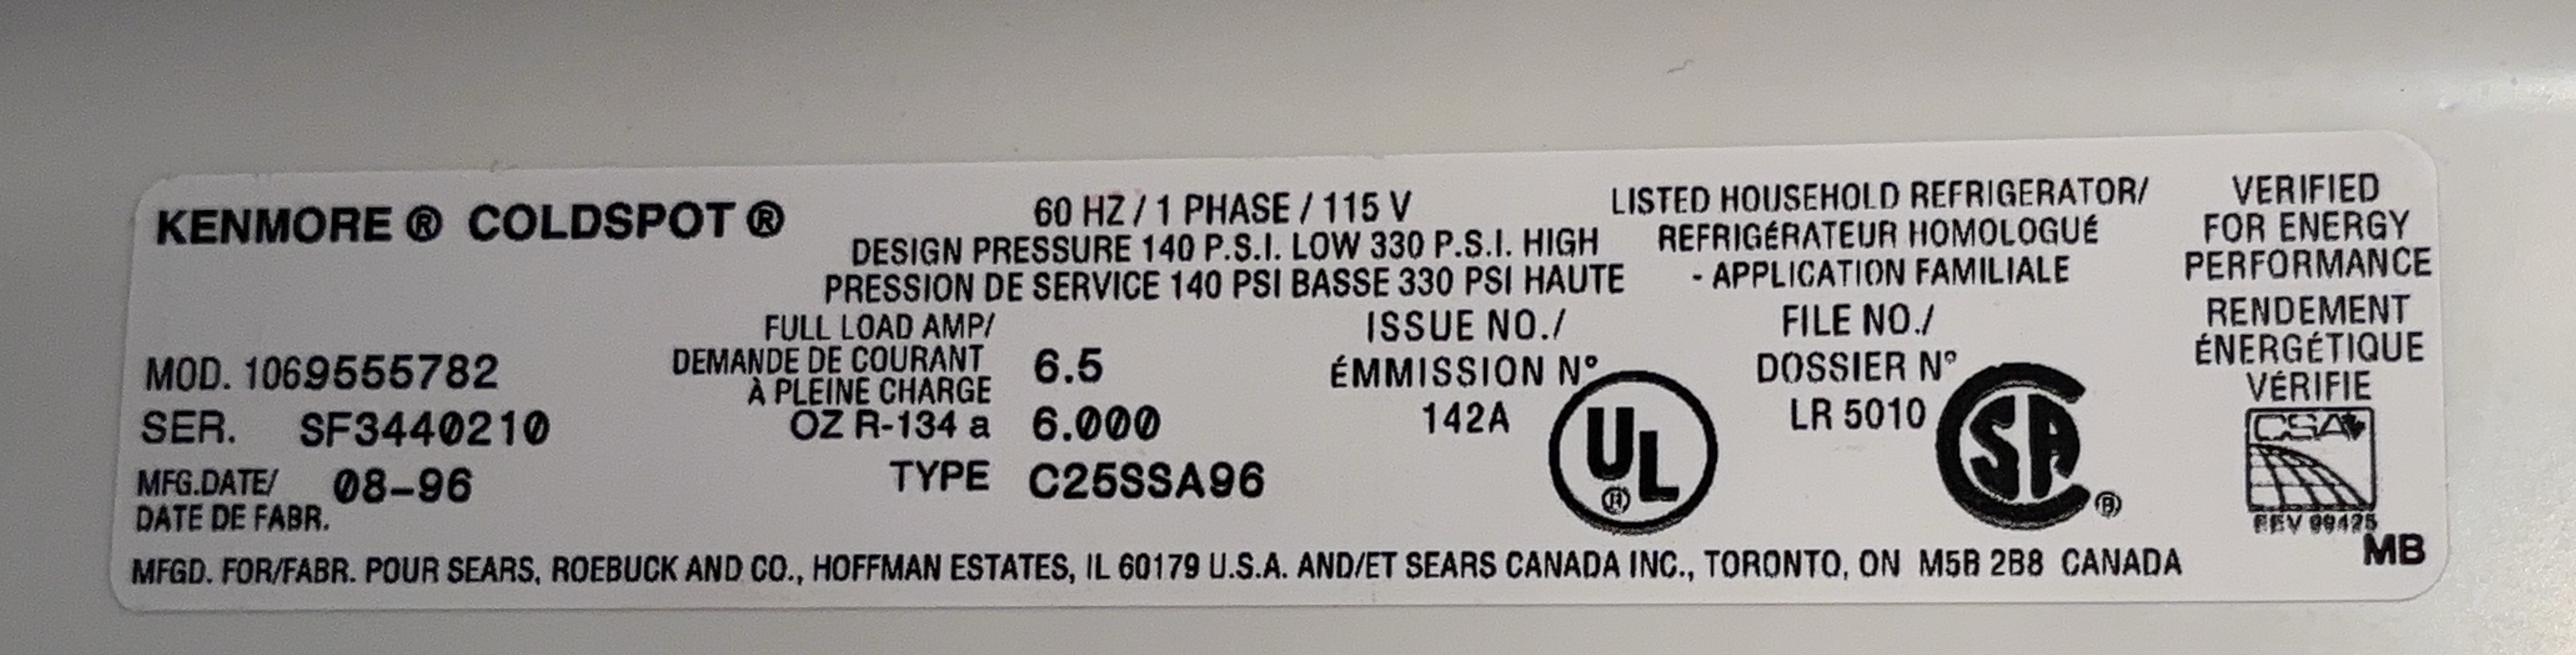 KENMORE ® COLDSPOT ®
60 HZ / 1 PHASE / 115 V
DESIGN PRESSURE 140 P.S.I. LOW 330 P.S.I. HIGH
PRESSION DE SERVICE 140 PSI BASSE 330 PSI HAUTE
LISTED HOUSEHOLD REFRIGERATOR/
REFRIGÉRATEUR HOMOLOGUÉ
- APPLICATION FAMILIALE
VERIFIED
FOR ENERGY
PERFORMANCE
RENDEMENT
ÉNERGÉTIQUE
VÉRIFIE
MOD. 1069555782
SER. SF3440210
MFG.DATE/ 08-96
DATE DE FABR.
FULL LOAD AMP/
DEMANDE DE COURANT 6.5
À PLEINE CHARGE
OZ R-134 a 6.000
TYPE C25SSA96
ISSUE NO./
ÉMMISSION Nº
142A
UL ®
FILE NO./
DOSSIER Nº
LR 5010
SA ®
CSA
EEV 99425
MB
MFGD. FOR/FABR. POUR SEARS, ROEBUCK AND CO., HOFFMAN ESTATES, IL 60179 U.S.A. AND/ET SEARS CANADA INC., TORONTO, ON M5B 2B8 CANADA